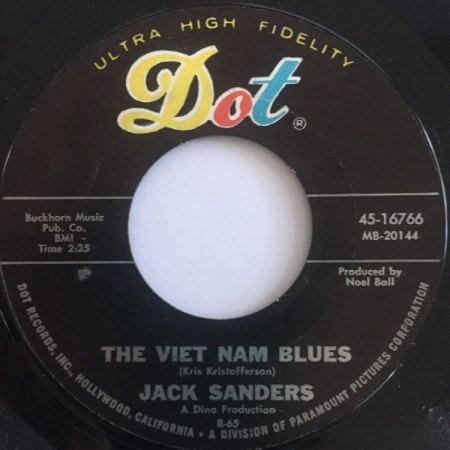 ULTRA HIGH FIDELITY
Dot®
Buckhorn Music
Pub. Co.
BMI -
Time 2:35
45-16766
MB-20144
Produced by
Noel Ball
THE VIET NAM BLUES
(Kris Kristofferson)
JACK SANDERS
A Dino Production
8-65
DOT RECORDS, INC., HOLLYWOOD, CALIFORNIA • A DIVISION OF PARAMOUNT PICTURES CORPORATION